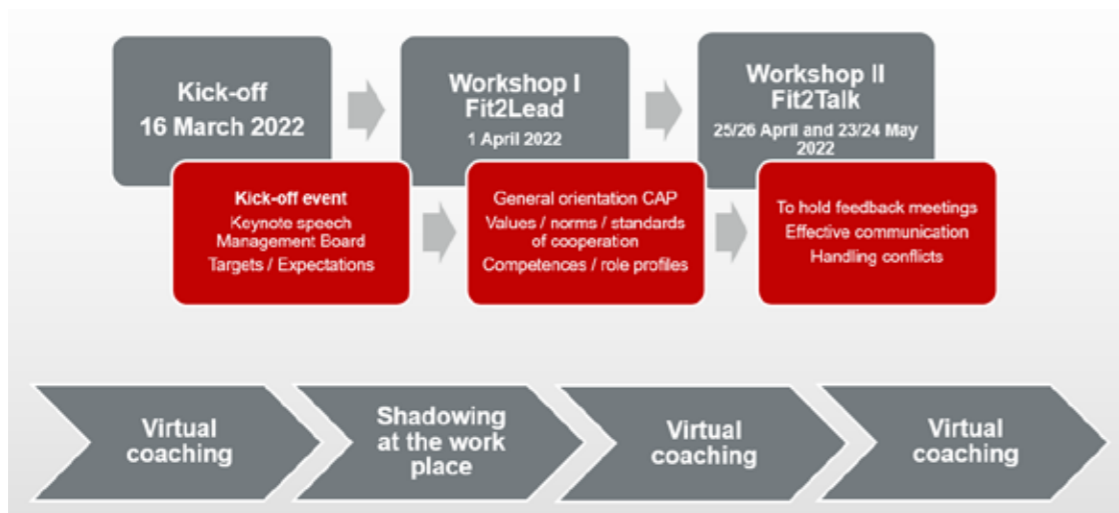 Kick-off
16 March 2022
Workshop I
Fit2Lead
1 April 2022
Workshop II
Fit2Talk
25/26 April and 23/24 May
2022
Kick-off event
Keynote speech
Management Board
Targets / Expectations
General orientation CAP
Values / norms / standards
of cooperation
Competences / role profiles
To hold feedback meetings
Effective communication
Handling conflicts
Virtual
coaching
Shadowing
at the work
place
Virtual
coaching
Virtual
coaching